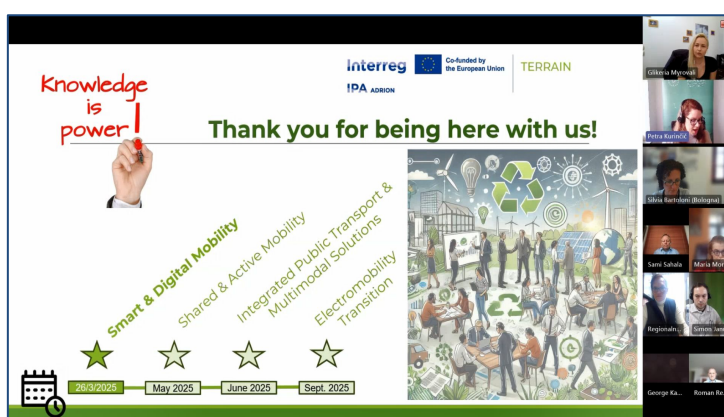 Knowledge
is
power!
Interreg
Co-funded by
the European Union
TERRAIN
IPA ADRION
Thank you for being here with us!
Smart & Digital Mobility
Shared & Active Mobility
Integrated Public Transport &
Multimodal Solutions
Electromobility
Transition
26/3/2025
May 2025
June 2025
Sept. 2025
Glikeria Myrovali
Petra Kurinčič
Silvia Bartoloni (Bologna)
Sami Sahala
Maria Mor
Regionaln...
Simon Jan
George Ka...
Roman Re